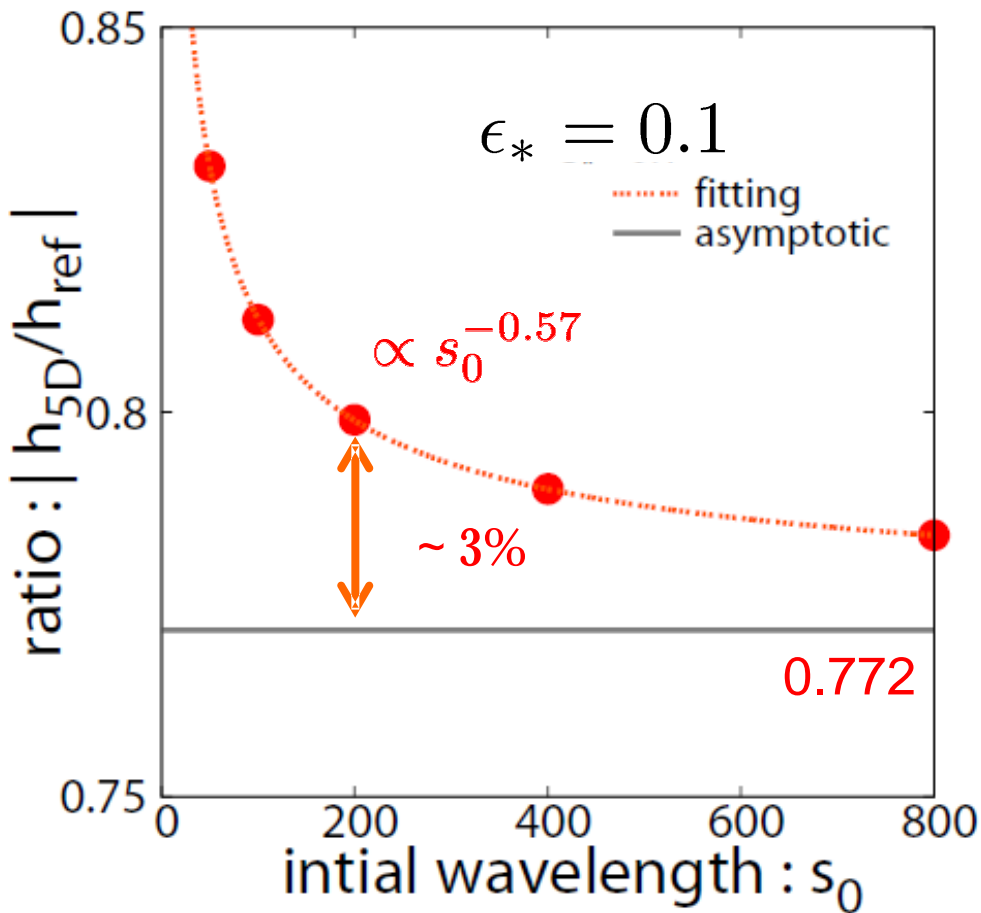 0.85
ϵ* = 0.1
fitting
asymptotic
∝ s₀^−0.57
0.8
~ 3%
0.772
0.75
0 200 400 600 800
intial wavelength : s₀
ratio : | h₅D/h_ref |